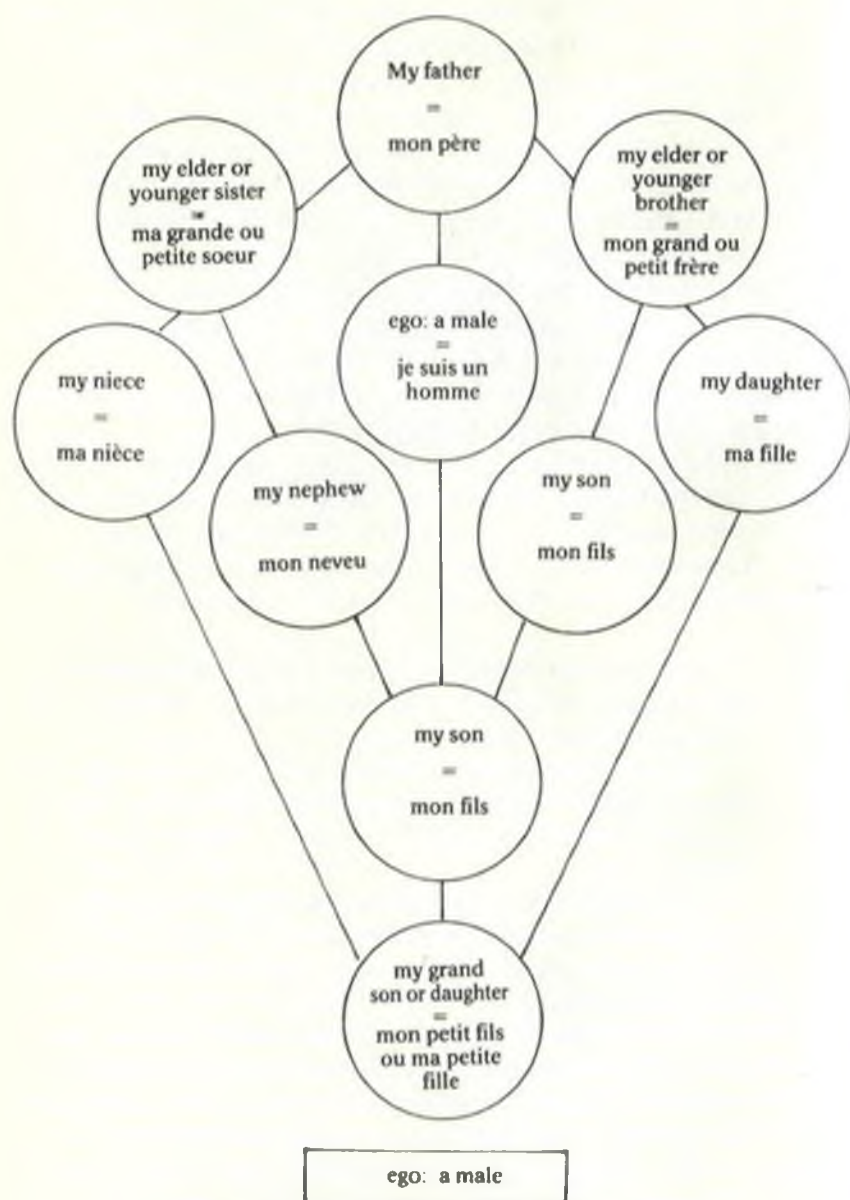 My father
=
mon père
my elder or
younger sister
=
ma grande ou
petite soeur
my elder or
younger
brother
=
mon grand ou
petit frère
ego: a male
=
je suis un
homme
my niece
=
ma nièce
my daughter
=
ma fille
my nephew
=
mon neveu
my son
=
mon fils
my son
=
mon fils
my grand
son or daughter
=
mon petit fils
ou ma petite
fille
ego: a male